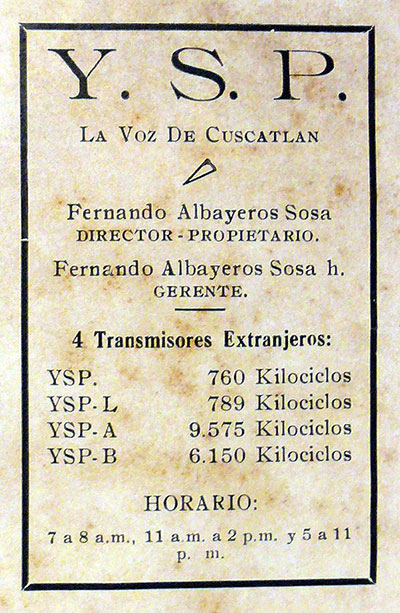 Y. S. P.
LA VOZ DE CUSCATLAN
Fernando Albayeros Sosa
DIRECTOR - PROPIETARIO.
Fernando Albayeros Sosa h.
GERENTE.
4 Transmisores Extranjeros:
YSP. 760 Kilociclos
YSP-L 789 Kilociclos
YSP-A 9.575 Kilociclos
YSP-B 6.150 Kilociclos
HORARIO:
7 a 8 a.m., 11 a.m. a 2 p.m. y 5 a 11
p. m.